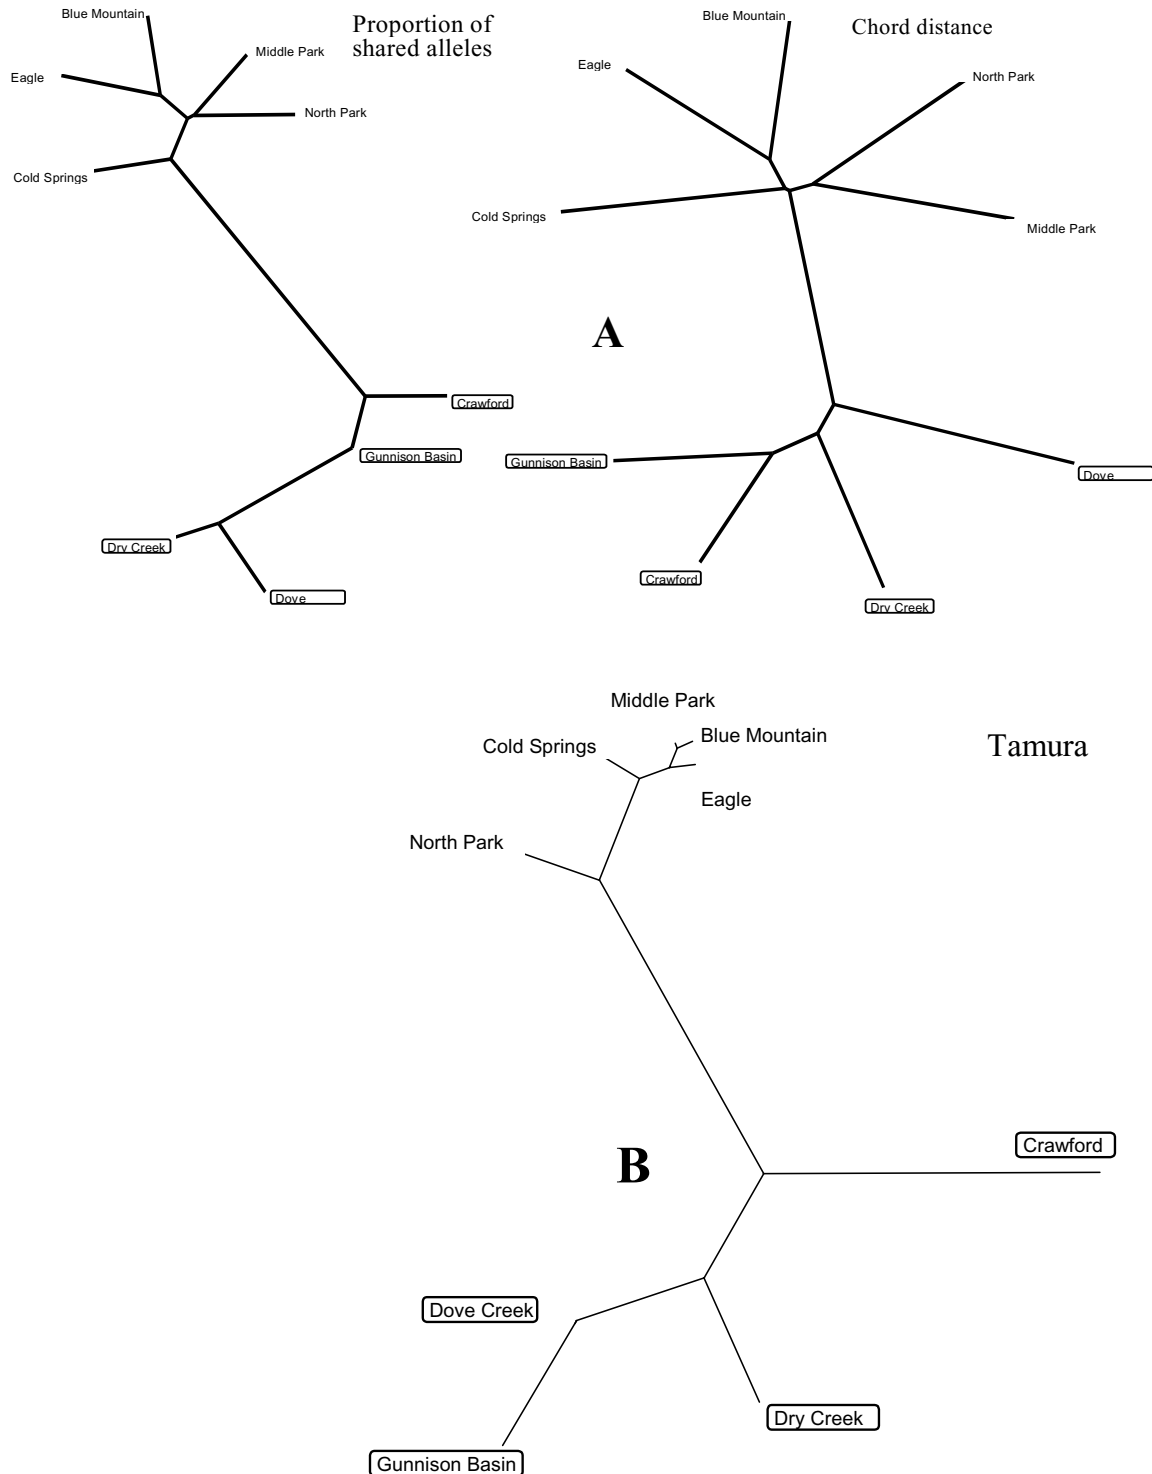 Blue Mountain
Proportion of
shared alleles
Middle Park
Eagle
North Park
Cold Springs
Crawford
Gunnison Basin
Dry Creek
Dove
Blue Mountain
Chord distance
Eagle
North Park
Cold Springs
Middle Park
A
Gunnison Basin
Dove
Crawford
Dry Creek
Middle Park
Blue Mountain
Cold Springs
Tamura
Eagle
North Park
Crawford
B
Dove Creek
Dry Creek
Gunnison Basin